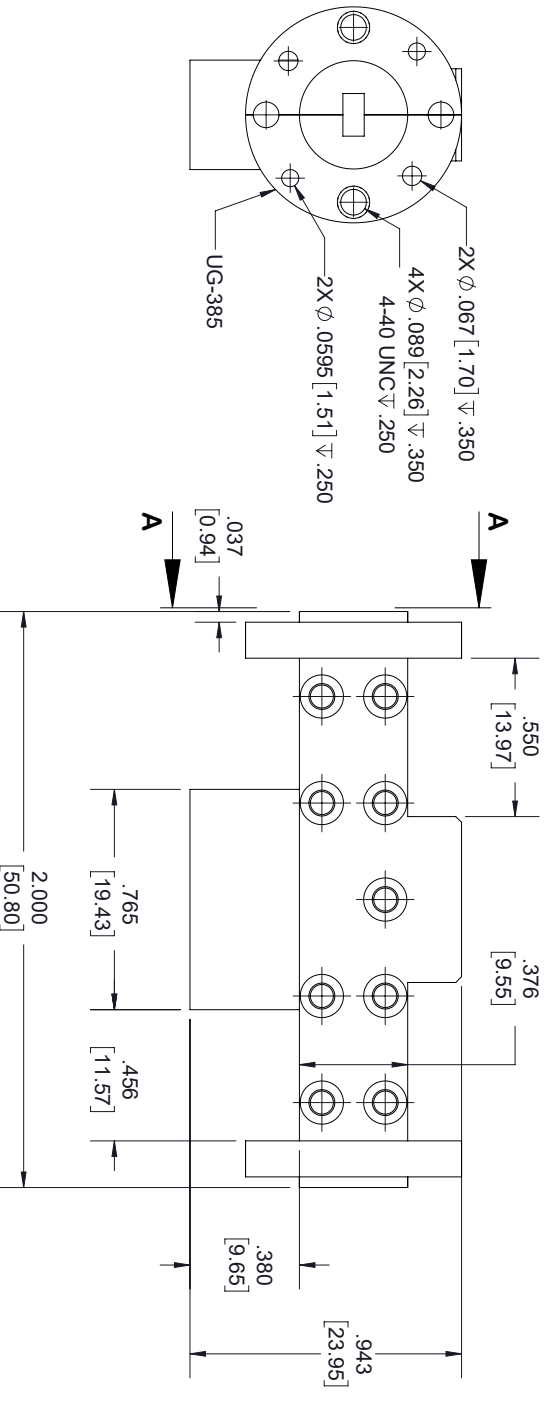 2X ⌀ .067 [1.70] ↧ .350
4X ⌀ .089 [2.26] ↧ .350
4-40 UNC ↧ .250
2X ⌀ .0595 [1.51] ↧ .250
UG-385
A
A
.037
[0.94]
.550
[13.97]
.376
[9.55]
.765
[19.43]
.456
[11.57]
2.000
[50.80]
.380
[9.65]
.943
[23.95]